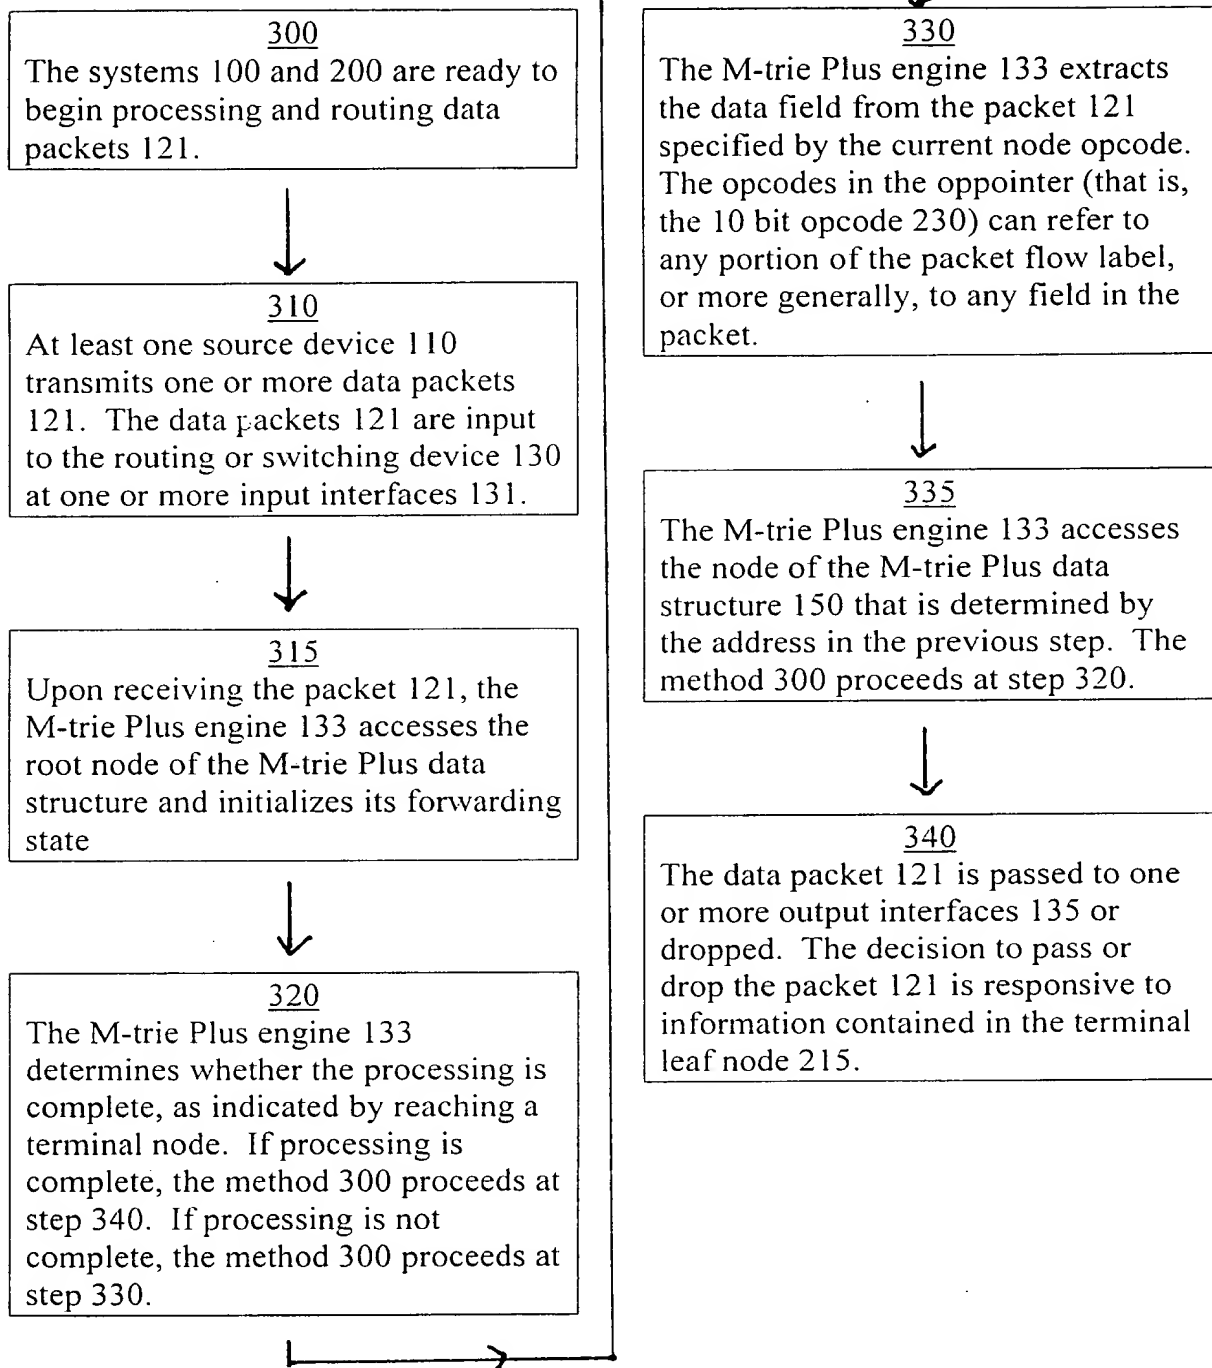 300
The systems 100 and 200 are ready to
begin processing and routing data
packets 121.
310
At least one source device 110
transmits one or more data packets
121. The data packets 121 are input
to the routing or switching device 130
at one or more input interfaces 131.
315
Upon receiving the packet 121, the
M-trie Plus engine 133 accesses the
root node of the M-trie Plus data
structure and initializes its forwarding
state
320
The M-trie Plus engine 133
determines whether the processing is
complete, as indicated by reaching a
terminal node. If processing is
complete, the method 300 proceeds at
step 340. If processing is not
complete, the method 300 proceeds at
step 330.
330
The M-trie Plus engine 133 extracts
the data field from the packet 121
specified by the current node opcode.
The opcodes in the oppointer (that is,
the 10 bit opcode 230) can refer to
any portion of the packet flow label,
or more generally, to any field in the
packet.
335
The M-trie Plus engine 133 accesses
the node of the M-trie Plus data
structure 150 that is determined by
the address in the previous step. The
method 300 proceeds at step 320.
340
The data packet 121 is passed to one
or more output interfaces 135 or
dropped. The decision to pass or
drop the packet 121 is responsive to
information contained in the terminal
leaf node 215.